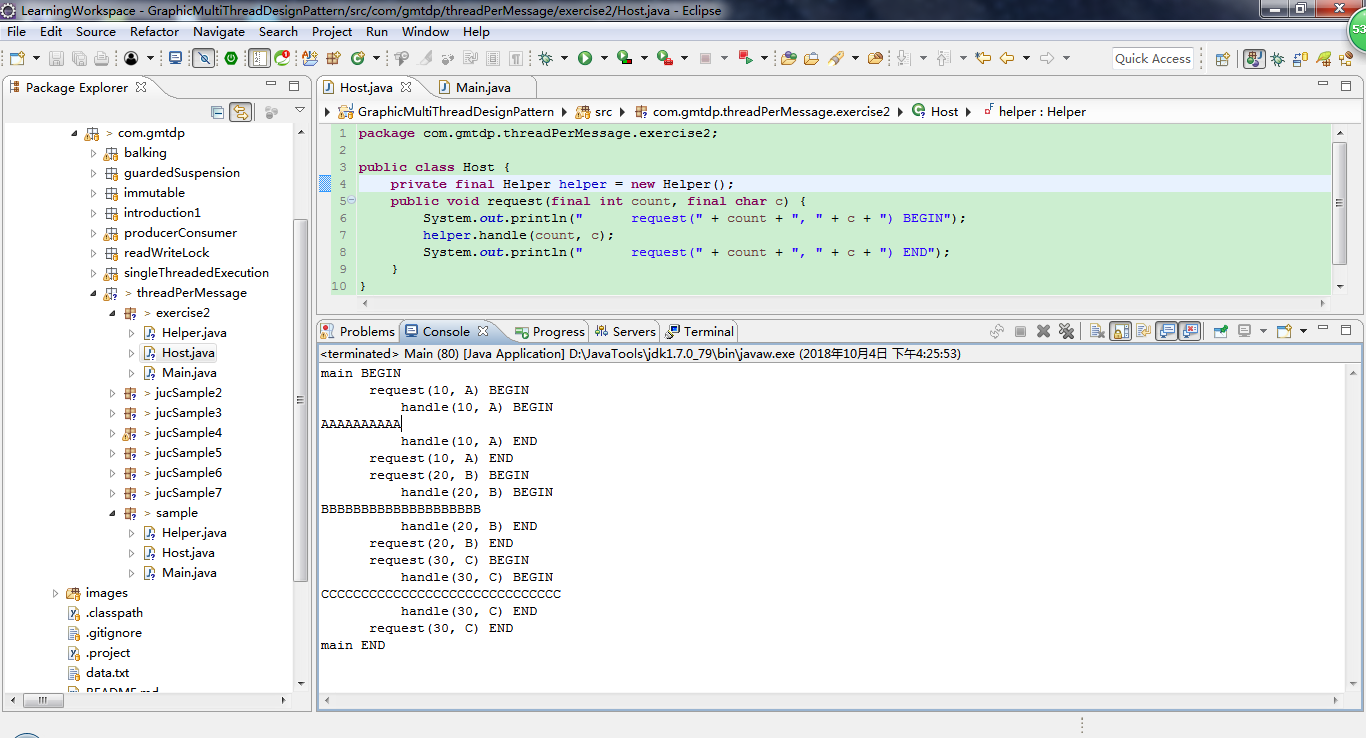 LearningWorkspace - GraphicMultiThreadDesignPattern/src/com/gmtdp/threadPerMessage/exercise2/Host.java - Eclipse
53
File Edit Source Refactor Navigate Search Project Run Window Help
Quick Access
Package Explorer
> com.gmtdp
balking
guardedSuspension
immutable
introduction1
producerConsumer
readWriteLock
singleThreadedExecution
> threadPerMessage
> exercise2
Helper.java
Host.java
Main.java
> jucSample2
> jucSample3
> jucSample4
> jucSample5
> jucSample6
> jucSample7
> sample
Helper.java
Host.java
Main.java
images
.classpath
.gitignore
.project
data.txt
README.md
Host.java Main.java
GraphicMultiThreadDesignPattern src com.gmtdp.threadPerMessage.exercise2 Host helper : Helper
1 package com.gmtdp.threadPerMessage.exercise2;
2
3 public class Host {
4     private final Helper helper = new Helper();
5     public void request(final int count, final char c) {
6         System.out.println("      request(" + count + ", " + c + ") BEGIN");
7         helper.handle(count, c);
8         System.out.println("      request(" + count + ", " + c + ") END");
9     }
10 }
Problems Console Progress Servers Terminal
<terminated> Main (80) [Java Application] D:\JavaTools\jdk1.7.0_79\bin\javaw.exe (2018年10月4日 下午4:25:53)
main BEGIN
      request(10, A) BEGIN
          handle(10, A) BEGIN
AAAAAAAAAA
          handle(10, A) END
      request(10, A) END
      request(20, B) BEGIN
          handle(20, B) BEGIN
BBBBBBBBBBBBBBBBBBBB
          handle(20, B) END
      request(20, B) END
      request(30, C) BEGIN
          handle(30, C) BEGIN
CCCCCCCCCCCCCCCCCCCCCCCCCCCCCC
          handle(30, C) END
      request(30, C) END
main END